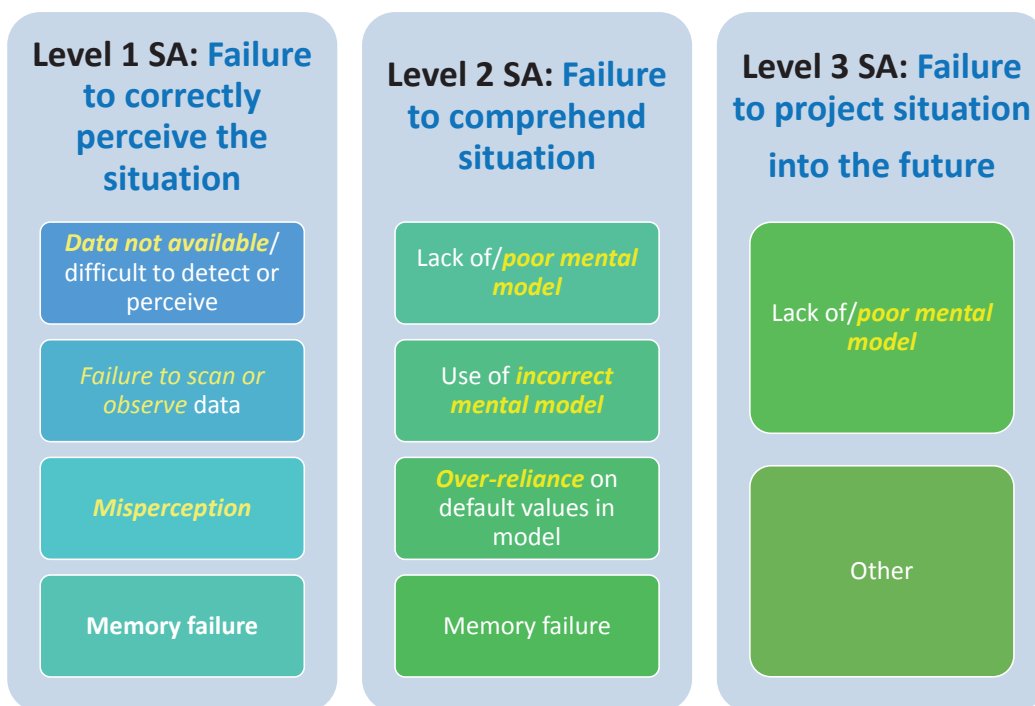 Level 1 SA: Failure
to correctly
perceive the
situation
Data not available/
difficult to detect or
perceive
Failure to scan or
observe data
Misperception
Memory failure
Level 2 SA: Failure
to comprehend
situation
Lack of/poor mental
model
Use of incorrect
mental model
Over-reliance on
default values in
model
Memory failure
Level 3 SA: Failure
to project situation
into the future
Lack of/poor mental
model
Other